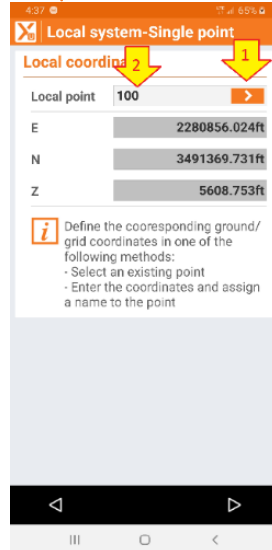 4:37 65%
Local system-Single point
1
Local coordin
2
Local point 100
E 2280856.024ft
N 3491369.731ft
Z 5608.753ft
i Define the cooresponding ground/
grid coordinates in one of the
following methods:
- Select an existing point
- Enter the coordinates and assign
a name to the point